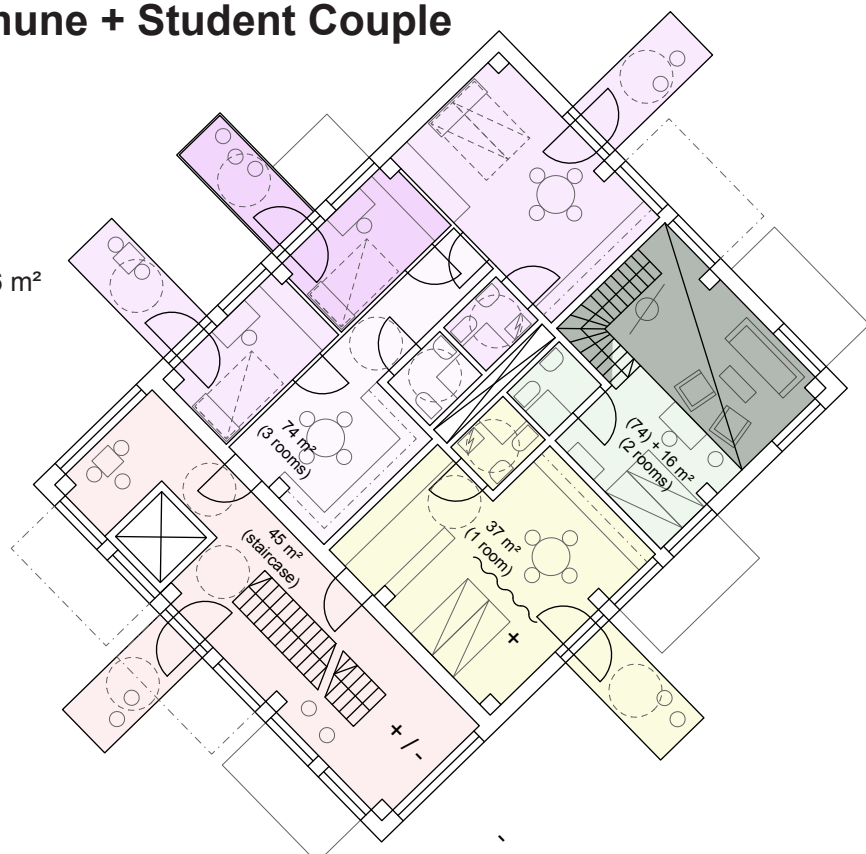 mune + Student Couple
6 m²
74 m²
(3 rooms)
(74) + 16 m²
(2 rooms)
37 m²
(1 room)
+
45 m²
(staircase)
+ / -